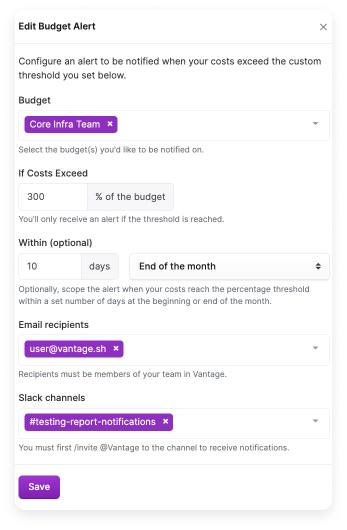 Edit Budget Alert ×
Configure an alert to be notified when your costs exceed the custom
threshold you set below.
Budget
Core Infra Team ×
Select the budget(s) you'd like to be notified on.
If Costs Exceed
300 % of the budget
You'll only receive an alert if the threshold is reached.
Within (optional)
10 days End of the month
Optionally, scope the alert when your costs reach the percentage threshold
within a set number of days at the beginning or end of the month.
Email recipients
user@vantage.sh ×
Recipients must be members of your team in Vantage.
Slack channels
#testing-report-notifications ×
You must first /invite @Vantage to the channel to receive notifications.
Save